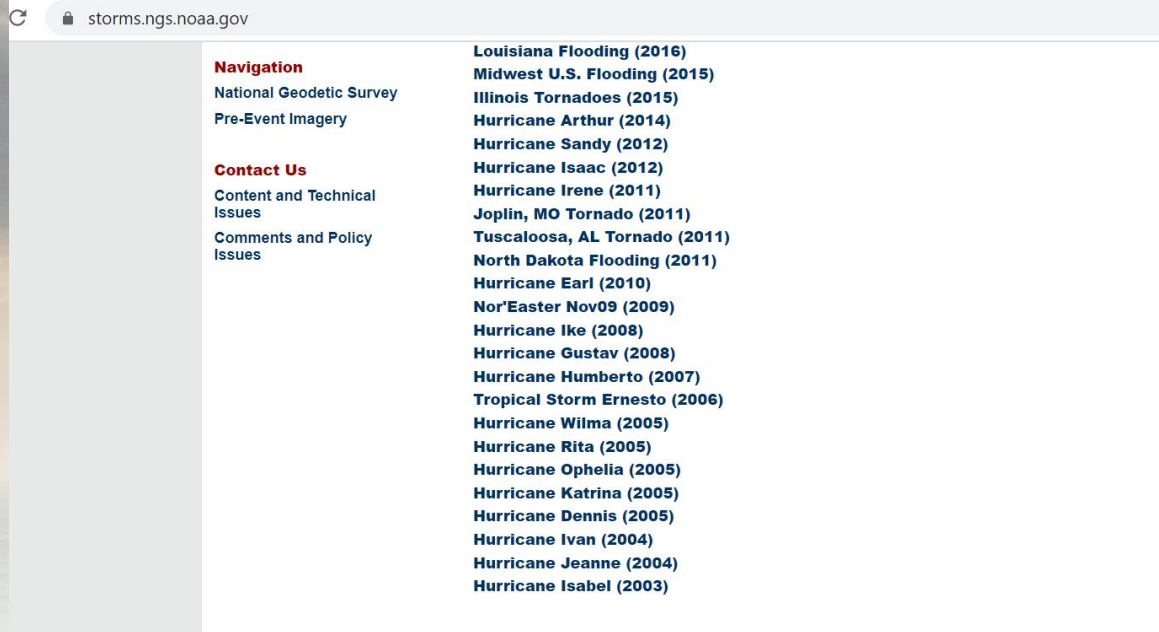 storms.ngs.noaa.gov
Navigation
National Geodetic Survey
Pre-Event Imagery
Contact Us
Content and Technical
Issues
Comments and Policy
Issues
Louisiana Flooding (2016)
Midwest U.S. Flooding (2015)
Illinois Tornadoes (2015)
Hurricane Arthur (2014)
Hurricane Sandy (2012)
Hurricane Isaac (2012)
Hurricane Irene (2011)
Joplin, MO Tornado (2011)
Tuscaloosa, AL Tornado (2011)
North Dakota Flooding (2011)
Hurricane Earl (2010)
Nor'Easter Nov09 (2009)
Hurricane Ike (2008)
Hurricane Gustav (2008)
Hurricane Humberto (2007)
Tropical Storm Ernesto (2006)
Hurricane Wilma (2005)
Hurricane Rita (2005)
Hurricane Ophelia (2005)
Hurricane Katrina (2005)
Hurricane Dennis (2005)
Hurricane Ivan (2004)
Hurricane Jeanne (2004)
Hurricane Isabel (2003)